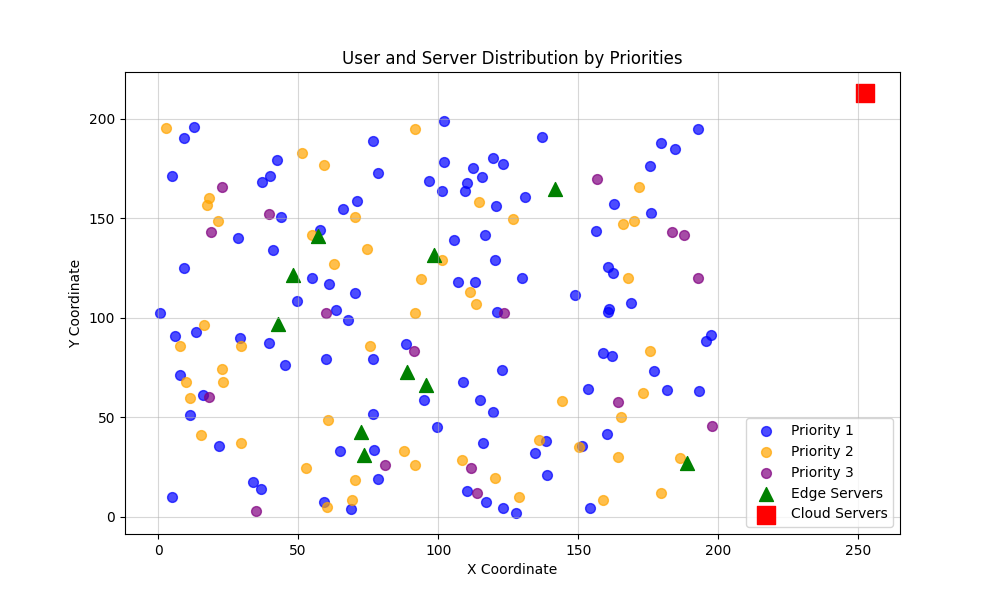 User and Server Distribution by Priorities
Y Coordinate
200
150
100
50
0
0
50
100
150
200
250
X Coordinate
Priority 1
Priority 2
Priority 3
Edge Servers
Cloud Servers